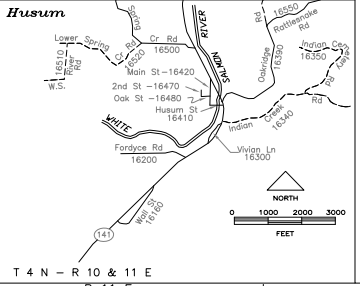 Husum
Spring
Rd
16550
Rattlesnake
Rd
RIVER
SALMON
Lower Spring
Cr Rd
Cr Rd
16500
16520
16510
River
Rd
W.S.
Oakridge
16390
Indian Cemetery
Rd
16350
Main St -16420
2nd St -16470
Oak St -16480
Husum St
16410
Indian Creek
Rd
16340
WHITE
Fordyce Rd
16200
Vivian Ln
16300
Wall St
16160
NORTH
141
0 1000 2000 3000
FEET
T 4 N - R 10 & 11 E